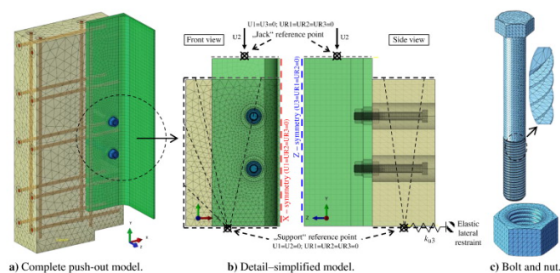 U1=U3=0; UR1=UR2=UR3=0
„Jack“ reference point
Front view
U2
U2
Side view
X – symmetry (U1=UR2=UR3=0)
Z – symmetry (U3=UR1=UR2=0)
„Support“ reference point
U1=U2=0; UR1=UR2=UR3=0
ku3
Elastic
lateral
restraint
a) Complete push-out model.
b) Detail–simplified model.
c) Bolt and nut.